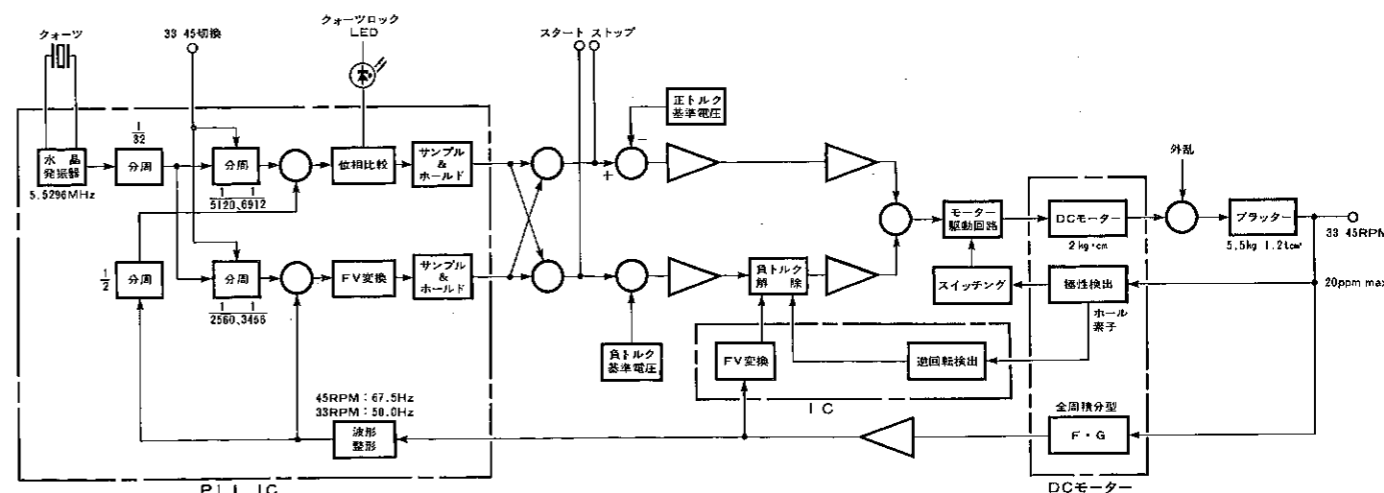 クォーツ
33 45切換
クォーツロック
LED
スタート ストップ
正トルク
基準電圧
水晶
発振器
5.5296MHz
1/32
分周
分周
1/5120、1/6912
位相比較
サンプル
&
ホールド
−
+
モーター
駆動回路
DCモーター
2kg・cm
外乱
プラッター
5.5kg 1.2tcm²
33 45RPM
20ppm max
1/2
分周
分周
1/2560、1/3456
FV変換
サンプル
&
ホールド
負トルク
解除
スイッチング
極性検出
ホール
素子
負トルク
基準電圧
FV変換
逆回転検出
IC
45RPM:67.5Hz
33RPM:50.0Hz
波形
整形
全周積分型
F・G
PLL IC
DCモーター